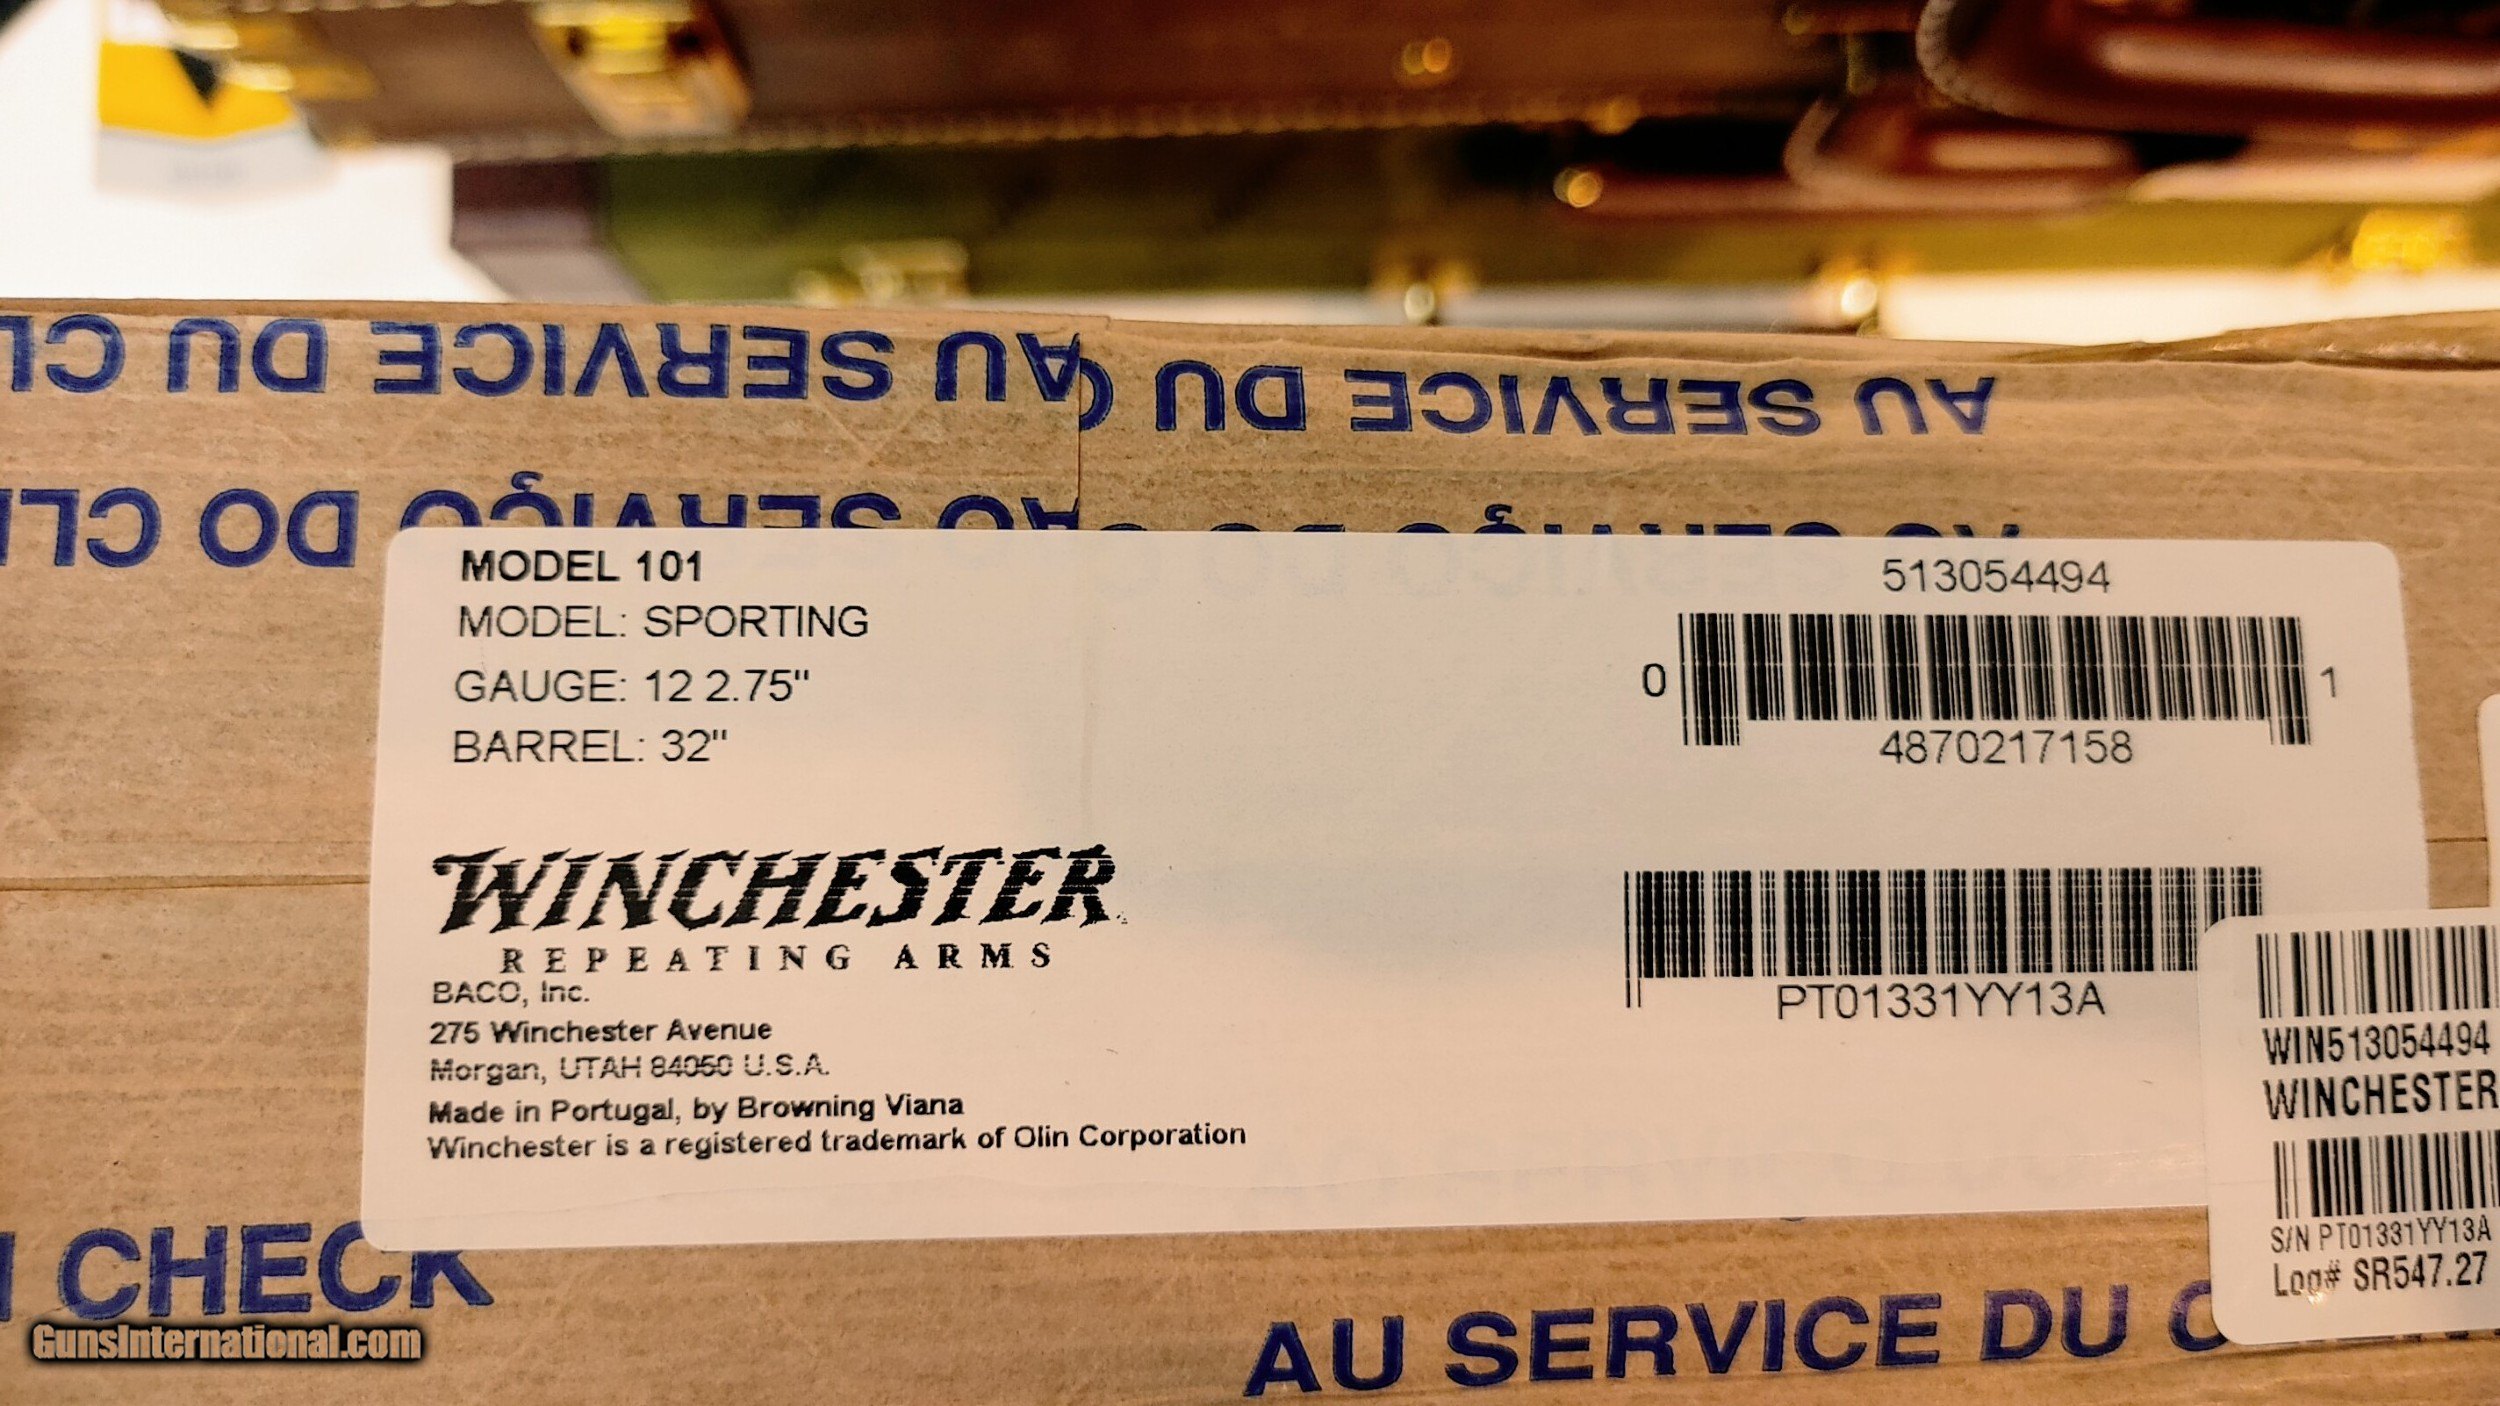 AU SERVICE DU CL
AU SERVICE DU C
AU SERVIÇO DO CLI
MODEL 101
MODEL: SPORTING
GAUGE: 12 2.75"
BARREL: 32"
513054494
0 4870217158 1
WINCHESTER
REPEATING ARMS
BACO, Inc.
275 Winchester Avenue
Morgan, UTAH 84050 U.S.A.
Made in Portugal, by Browning Viana
Winchester is a registered trademark of Olin Corporation
PT01331YY13A
WIN513054494
WINCHESTER
S/N PT01331YY13A
Log# SR547.27
CHECK
AU SERVICE DU C
GunsInternational.com